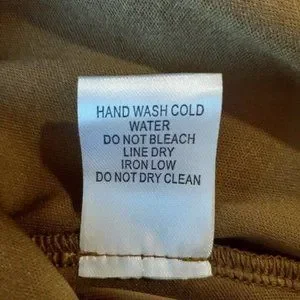 HAND WASH COLD
WATER
DO NOT BLEACH
LINE DRY
IRON LOW
DO NOT DRY CLEAN